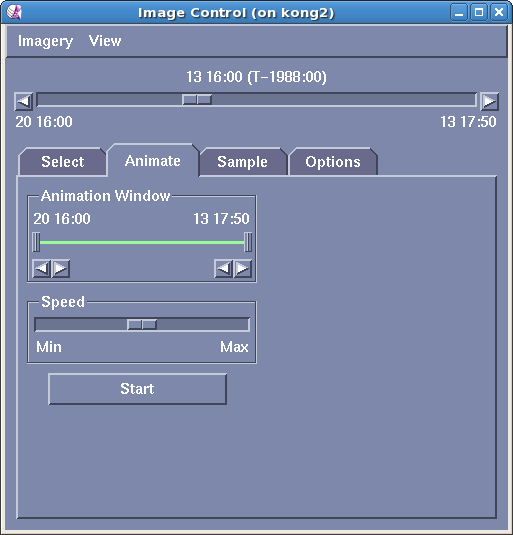 Image Control (on kong2)
Imagery View
13 16:00 (T-1988:00)
20 16:00 13 17:50
Select Animate Sample Options
Animation Window
20 16:00 13 17:50
Speed
Min Max
Start